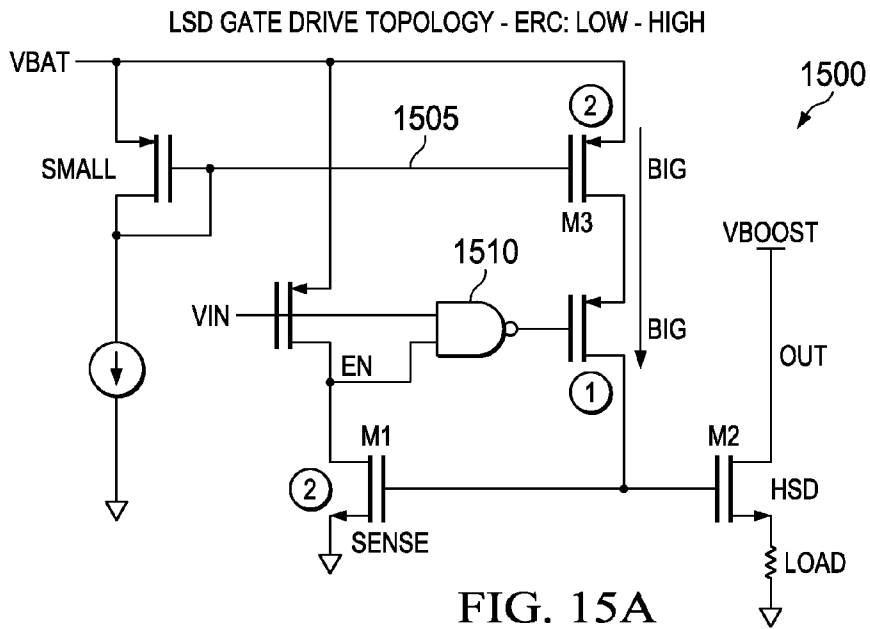 LSD GATE DRIVE TOPOLOGY - ERC: LOW - HIGH
VBAT
1500
2
1505
SMALL
BIG
M3
VBOOST
1510
VIN
BIG
EN
OUT
1
M1
M2
2
HSD
SENSE
LOAD
FIG. 15A